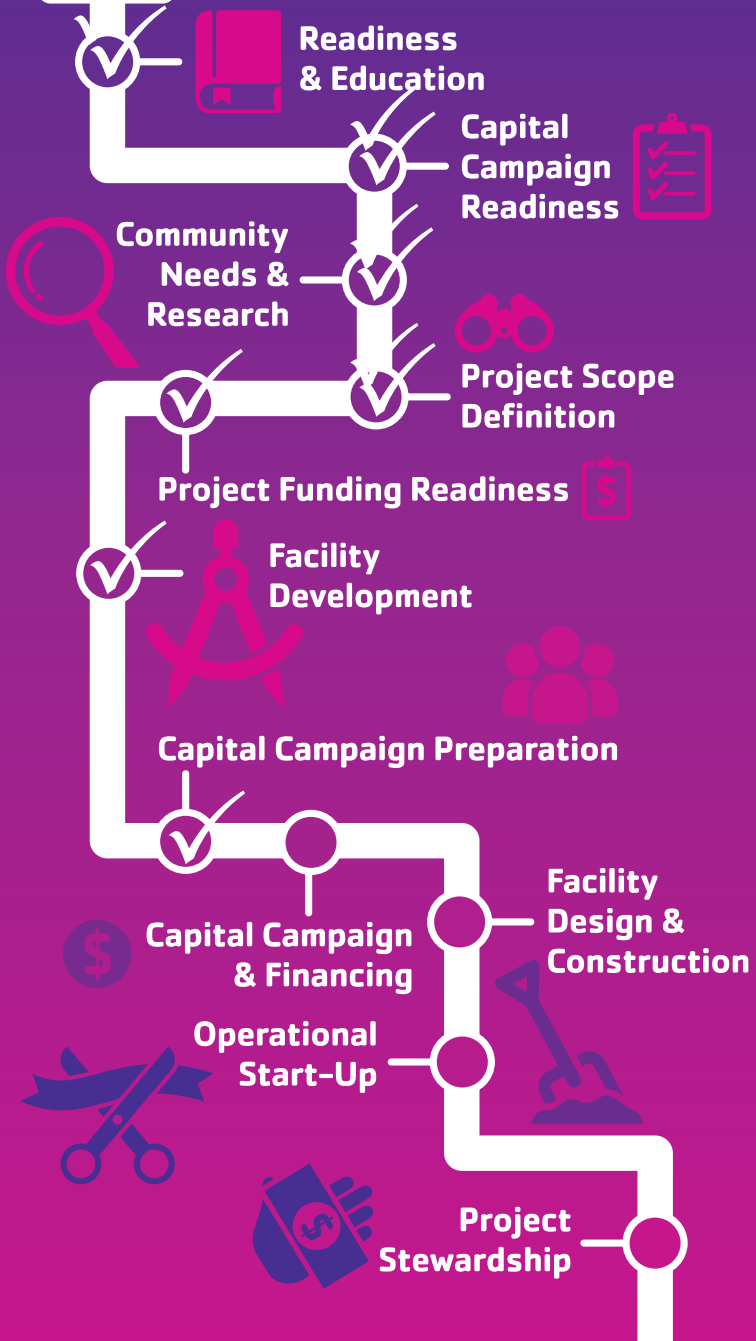 Readiness
& Education
Capital
Campaign
Readiness
Community
Needs &
Research
Project Scope
Definition
Project Funding Readiness
$
Facility
Development
Capital Campaign Preparation
Facility
Design &
Construction
Capital Campaign
& Financing
$
Operational
Start-Up
Project
Stewardship
$